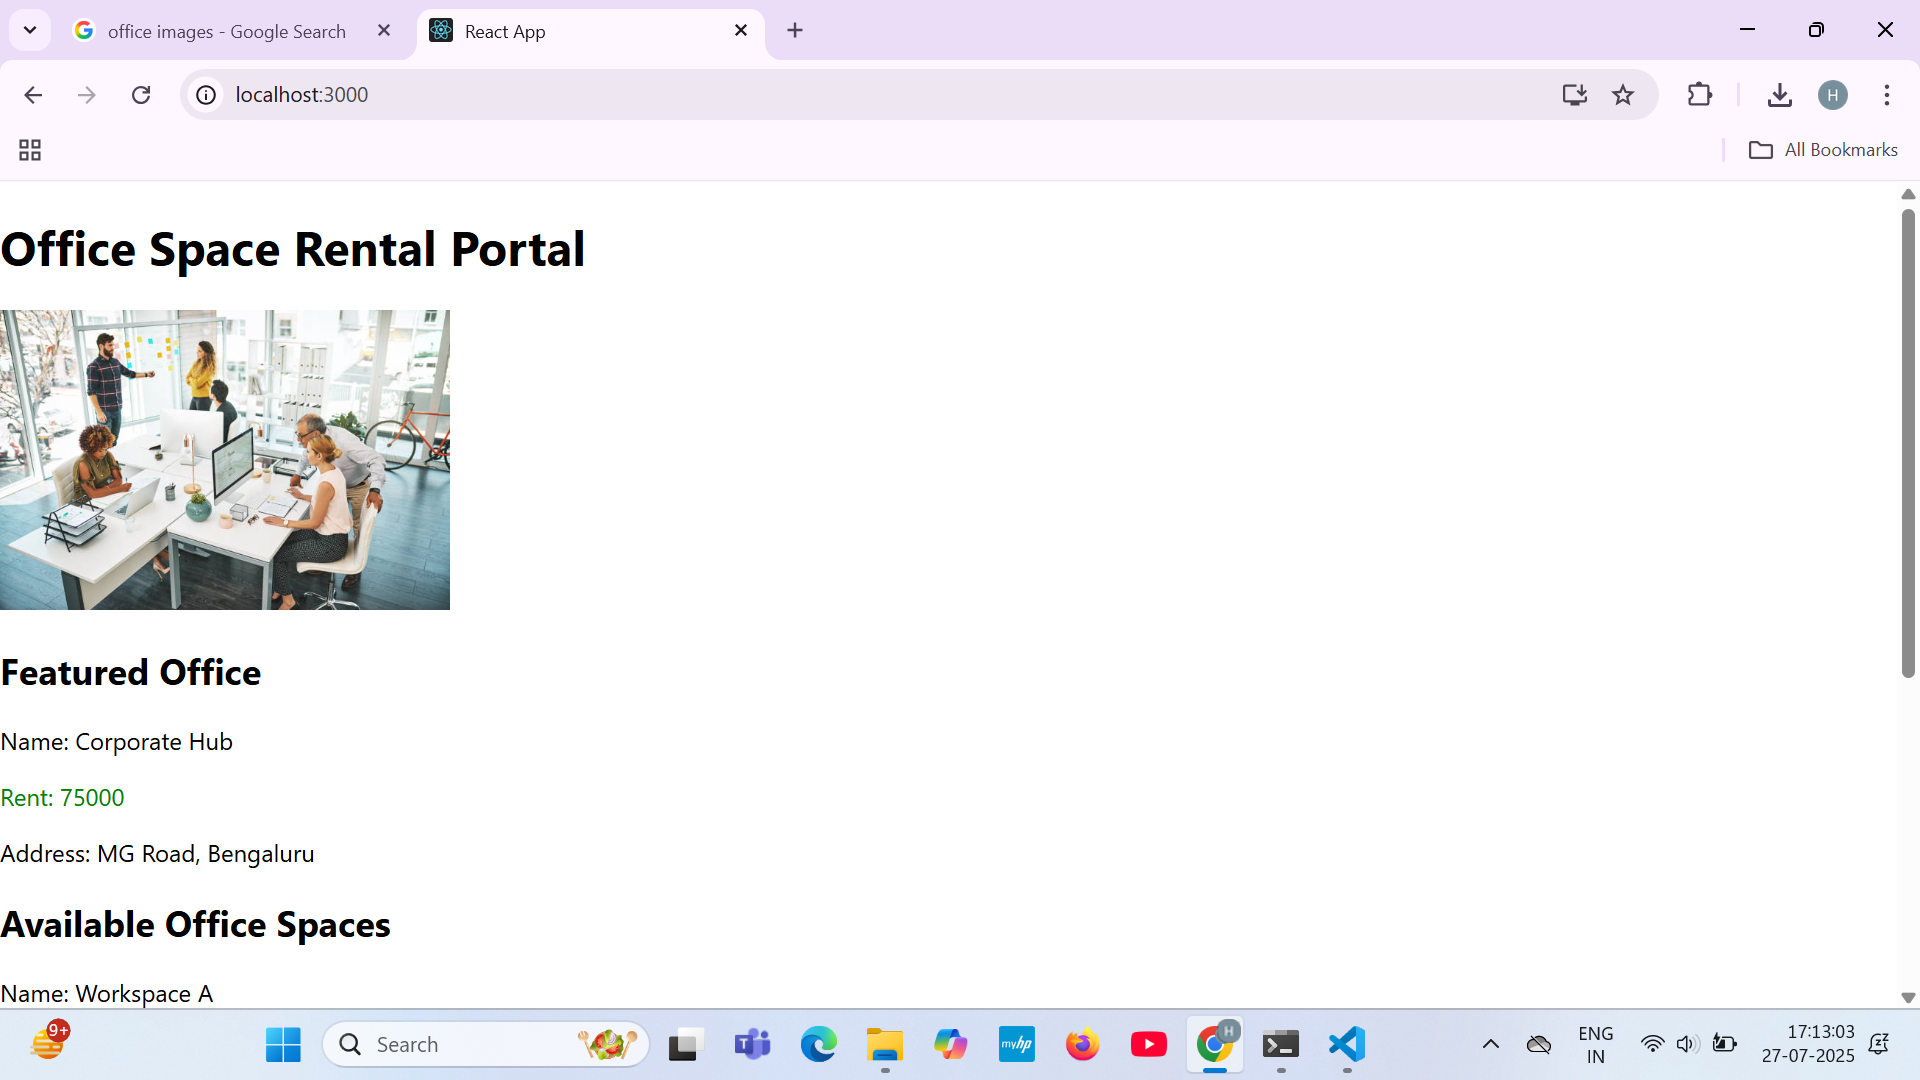 office images - Google Search
React App
localhost:3000
H
All Bookmarks
Office Space Rental Portal
Featured Office
Name: Corporate Hub
Rent: 75000
Address: MG Road, Bengaluru
Available Office Spaces
Name: Workspace A
9+
Search
T
myhp
H
ENG
IN
17:13:03
27-07-2025